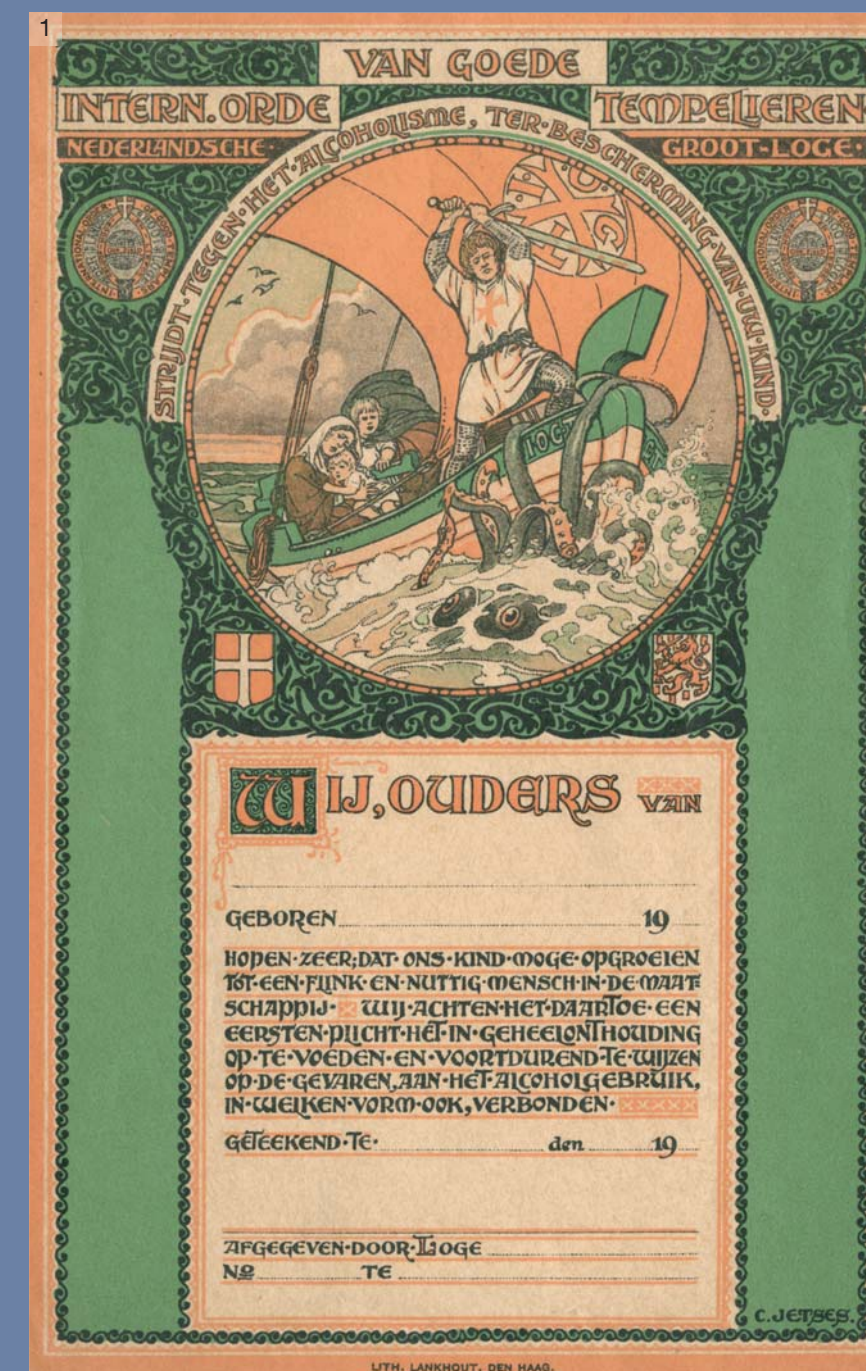 1
VAN GOEDE
INTERN. ORDE TEMPELIEREN
NEDERLANDSCHE· GROOT-LOGE·
STRIJDT·TEGEN·HET·ALCOHOLISME, TER·BESCHERMING·VAN·UW·KIND.
I·O·G·T
WIJ, OUDERS VAN
GEBOREN 19
HOPEN·ZEER;DAT·ONS·KIND·MOGE·OPGROEIEN
TOT·EEN·FLINK·EN·NUTTIG·MENSCH·IN·DE·MAAT=
SCHAPPIJ· WIJ·ACHTEN·HET·DAARTOE·EEN
EERSTEN·PLICHT·HET·IN·GEHEELONTHOUDING
OP·TE·VOEDEN·EN·VOORTDUREND·TE·WIJZEN
OP·DE·GEVAREN,AAN·HET·ALCOHOLGEBRUIK,
IN·WELKEN·VORM·OOK,VERBONDEN·
GETEEKEND·TE· den 19
AFGEGEVEN·DOOR·LOGE
No TE
C. JETSES.
LITH. LANKHOUT, DEN HAAG.